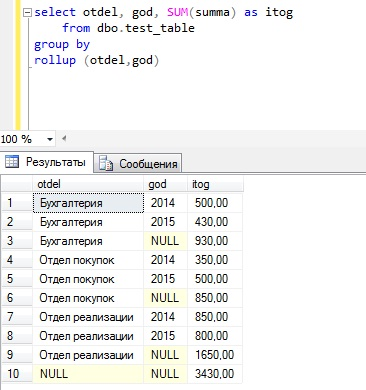 select otdel, god, SUM(summa) as itog
from dbo.test_table
group by
rollup (otdel,god)
100 %
Результаты Сообщения
otdel god itog
1 Бухгалтерия 2014 500,00
2 Бухгалтерия 2015 430,00
3 Бухгалтерия NULL 930,00
4 Отдел покупок 2014 350,00
5 Отдел покупок 2015 500,00
6 Отдел покупок NULL 850,00
7 Отдел реализации 2014 850,00
8 Отдел реализации 2015 800,00
9 Отдел реализации NULL 1650,00
10 NULL NULL 3430,00